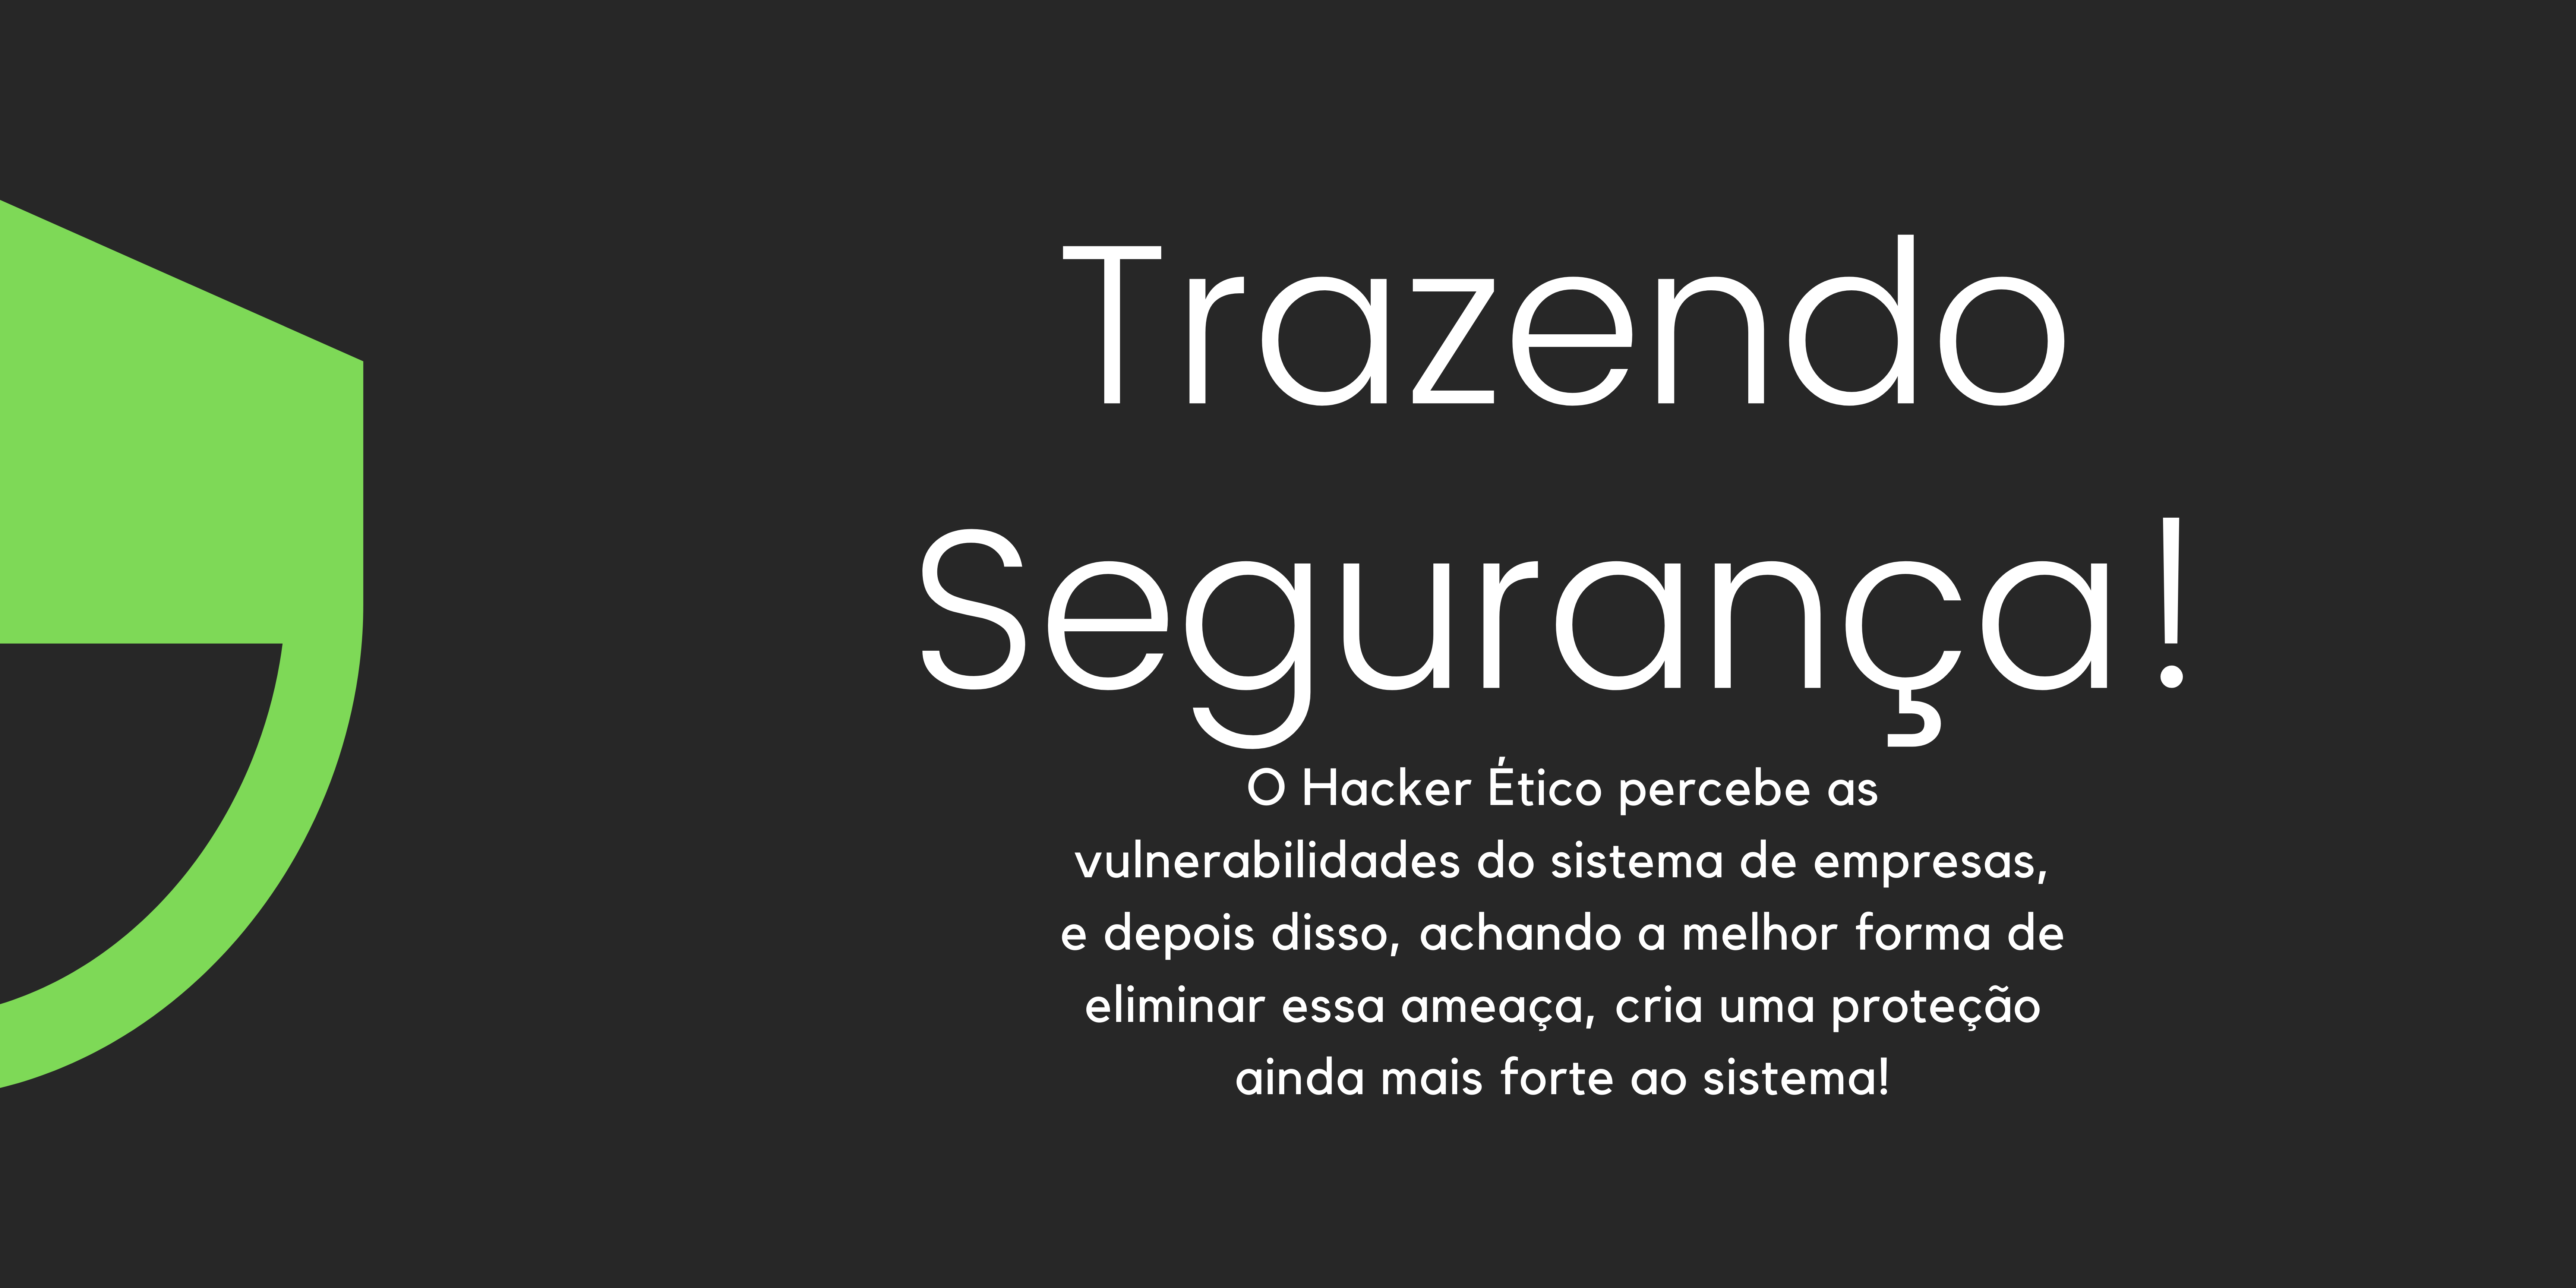 Trazendo
Segurança!
O Hacker Ético percebe as
vulnerabilidades do sistema de empresas,
e depois disso, achando a melhor forma de
eliminar essa ameaça, cria uma proteção
ainda mais forte ao sistema!